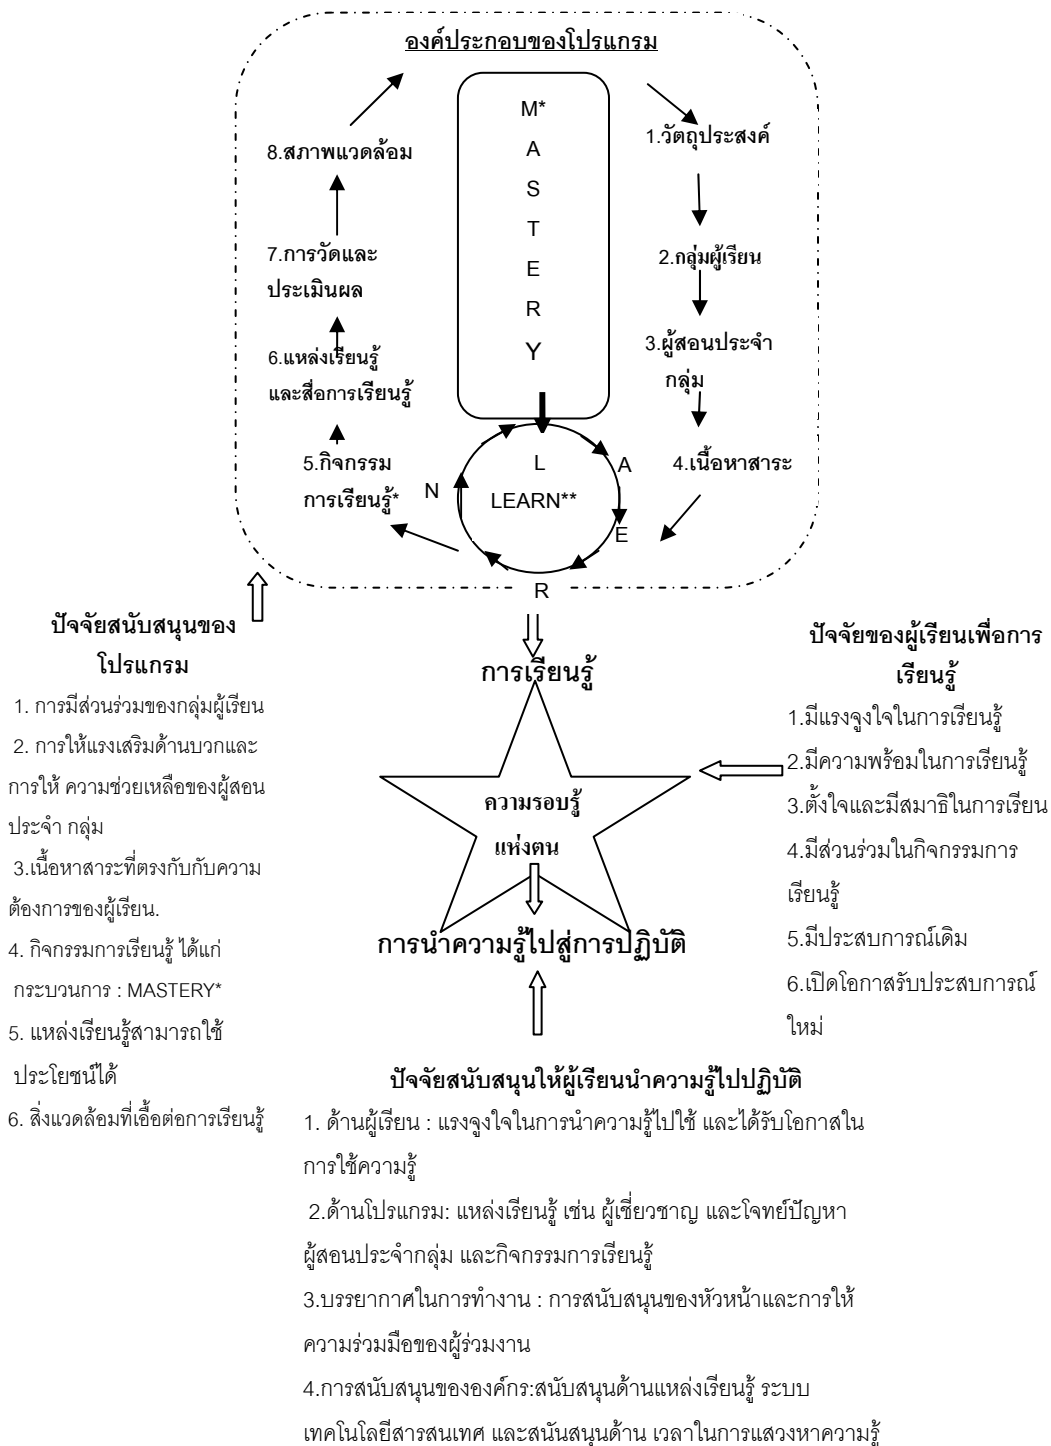 องค์ประกอบของโปรแกรม
M*
A
S
T
E
R
Y
1.วัตถุประสงค์
2.กลุ่มผู้เรียน
3.ผู้สอนประจำ
กลุ่ม
4.เนื้อหาสาระ
8.สภาพแวดล้อม
7.การวัดและ
ประเมินผล
6.แหล่งเรียนรู้
และสื่อการเรียนรู้
5.กิจกรรม
การเรียนรู้*
L
LEARN**
A
E
R
N
ปัจจัยสนับสนุนของ
โปรแกรม
1. การมีส่วนร่วมของกลุ่มผู้เรียน
2. การให้แรงเสริมด้านบวกและ
การให้ ความช่วยเหลือของผู้สอน
ประจำ กลุ่ม
3.เนื้อหาสาระที่ตรงกับกับความ
ต้องการของผู้เรียน.
4. กิจกรรมการเรียนรู้ ได้แก่
กระบวนการ : MASTERY*
5. แหล่งเรียนรู้สามารถใช้
ประโยชน์ได้
6. สิ่งแวดล้อมที่เอื้อต่อการเรียนรู้
การเรียนรู้
ความรอบรู้
แห่งตน
การนำความรู้ไปสู่การปฏิบัติ
ปัจจัยของผู้เรียนเพื่อการ
เรียนรู้
1.มีแรงจูงใจในการเรียนรู้
2.มีความพร้อมในการเรียนรู้
3.ตั้งใจและมีสมาธิในการเรียน
4.มีส่วนร่วมในกิจกรรมการ
เรียนรู้
5.มีประสบการณ์เดิม
6.เปิดโอกาสรับประสบการณ์
ใหม่
ปัจจัยสนับสนุนให้ผู้เรียนนำความรู้ไปปฏิบัติ
1. ด้านผู้เรียน : แรงจูงใจในการนำความรู้ไปใช้ และได้รับโอกาสใน
การใช้ความรู้
2.ด้านโปรแกรม: แหล่งเรียนรู้ เช่น ผู้เชี่ยวชาญ และโจทย์ปัญหา
ผู้สอนประจำกลุ่ม และกิจกรรมการเรียนรู้
3.บรรยากาศในการทำงาน : การสนับสนุนของหัวหน้าและการให้
ความร่วมมือของผู้ร่วมงาน
4.การสนับสนุนขององค์กร:สนับสนุนด้านแหล่งเรียนรู้ ระบบ
เทคโนโลยีสารสนเทศ และสนันสนุนด้าน เวลาในการแสวงหาความรู้